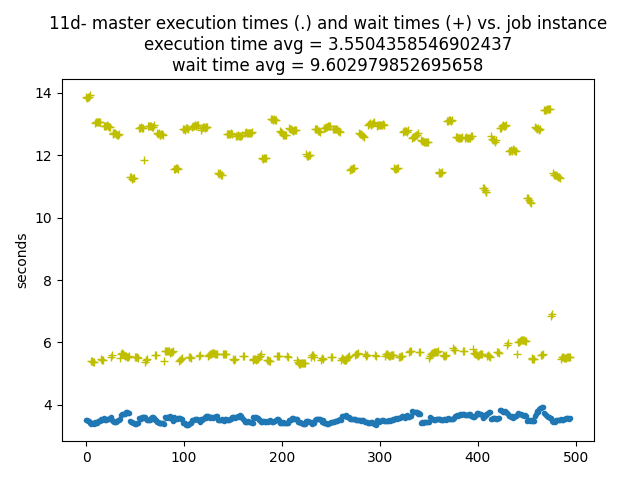 11d- master execution times (.) and wait times (+) vs. job instance
execution time avg = 3.5504358546902437
wait time avg = 9.602979852695658
14
12
10
8
6
4
seconds
0 100 200 300 400 500